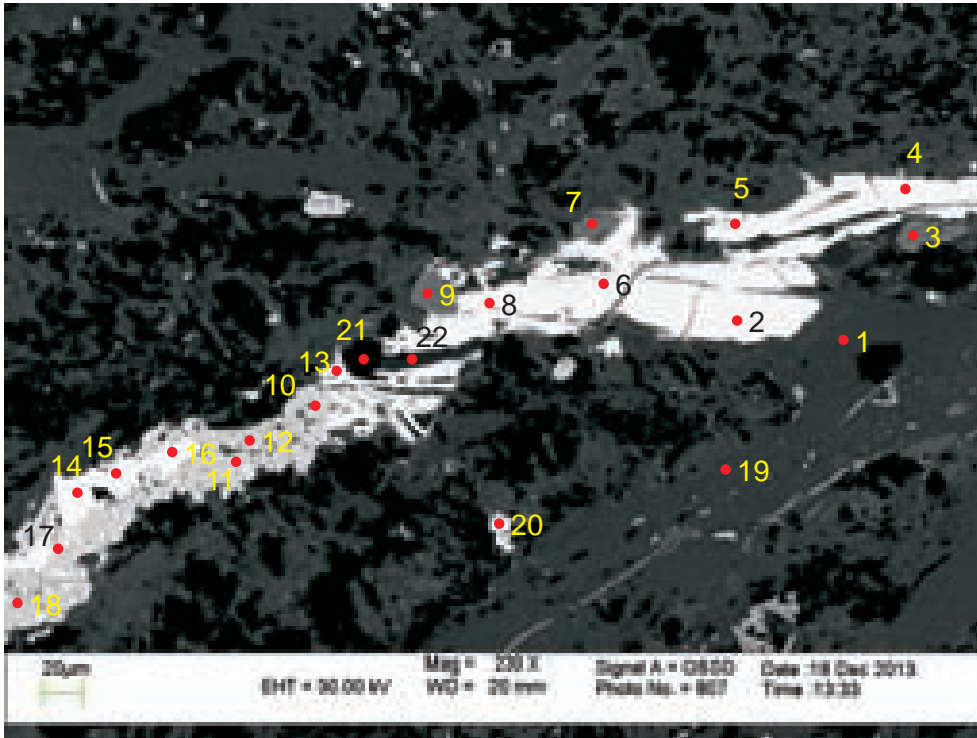 4
5
7
3
9
8
6
2
21
22
1
13
10
12
15
16
11
14
19
20
17
18
20µm
Mag = X
Signal A = QBSD
Date :18 Dec 2013
EHT = 30.00 kV
WD = 20 mm
Photo No. = 807
Time :13:33